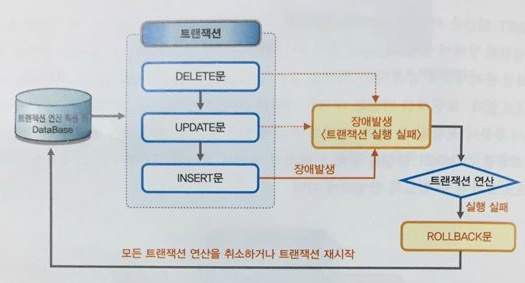 트랜잭션
DELETE문
트랜잭션 연산
DataBase
UPDATE문
장애발생
〈트랜잭션 실행 실패〉
INSERT문
장애발생
트랜잭션 연산
실행 실패
ROLLBACK문
모든 트랜잭션 연산을 취소하거나 트랜잭션 재시작